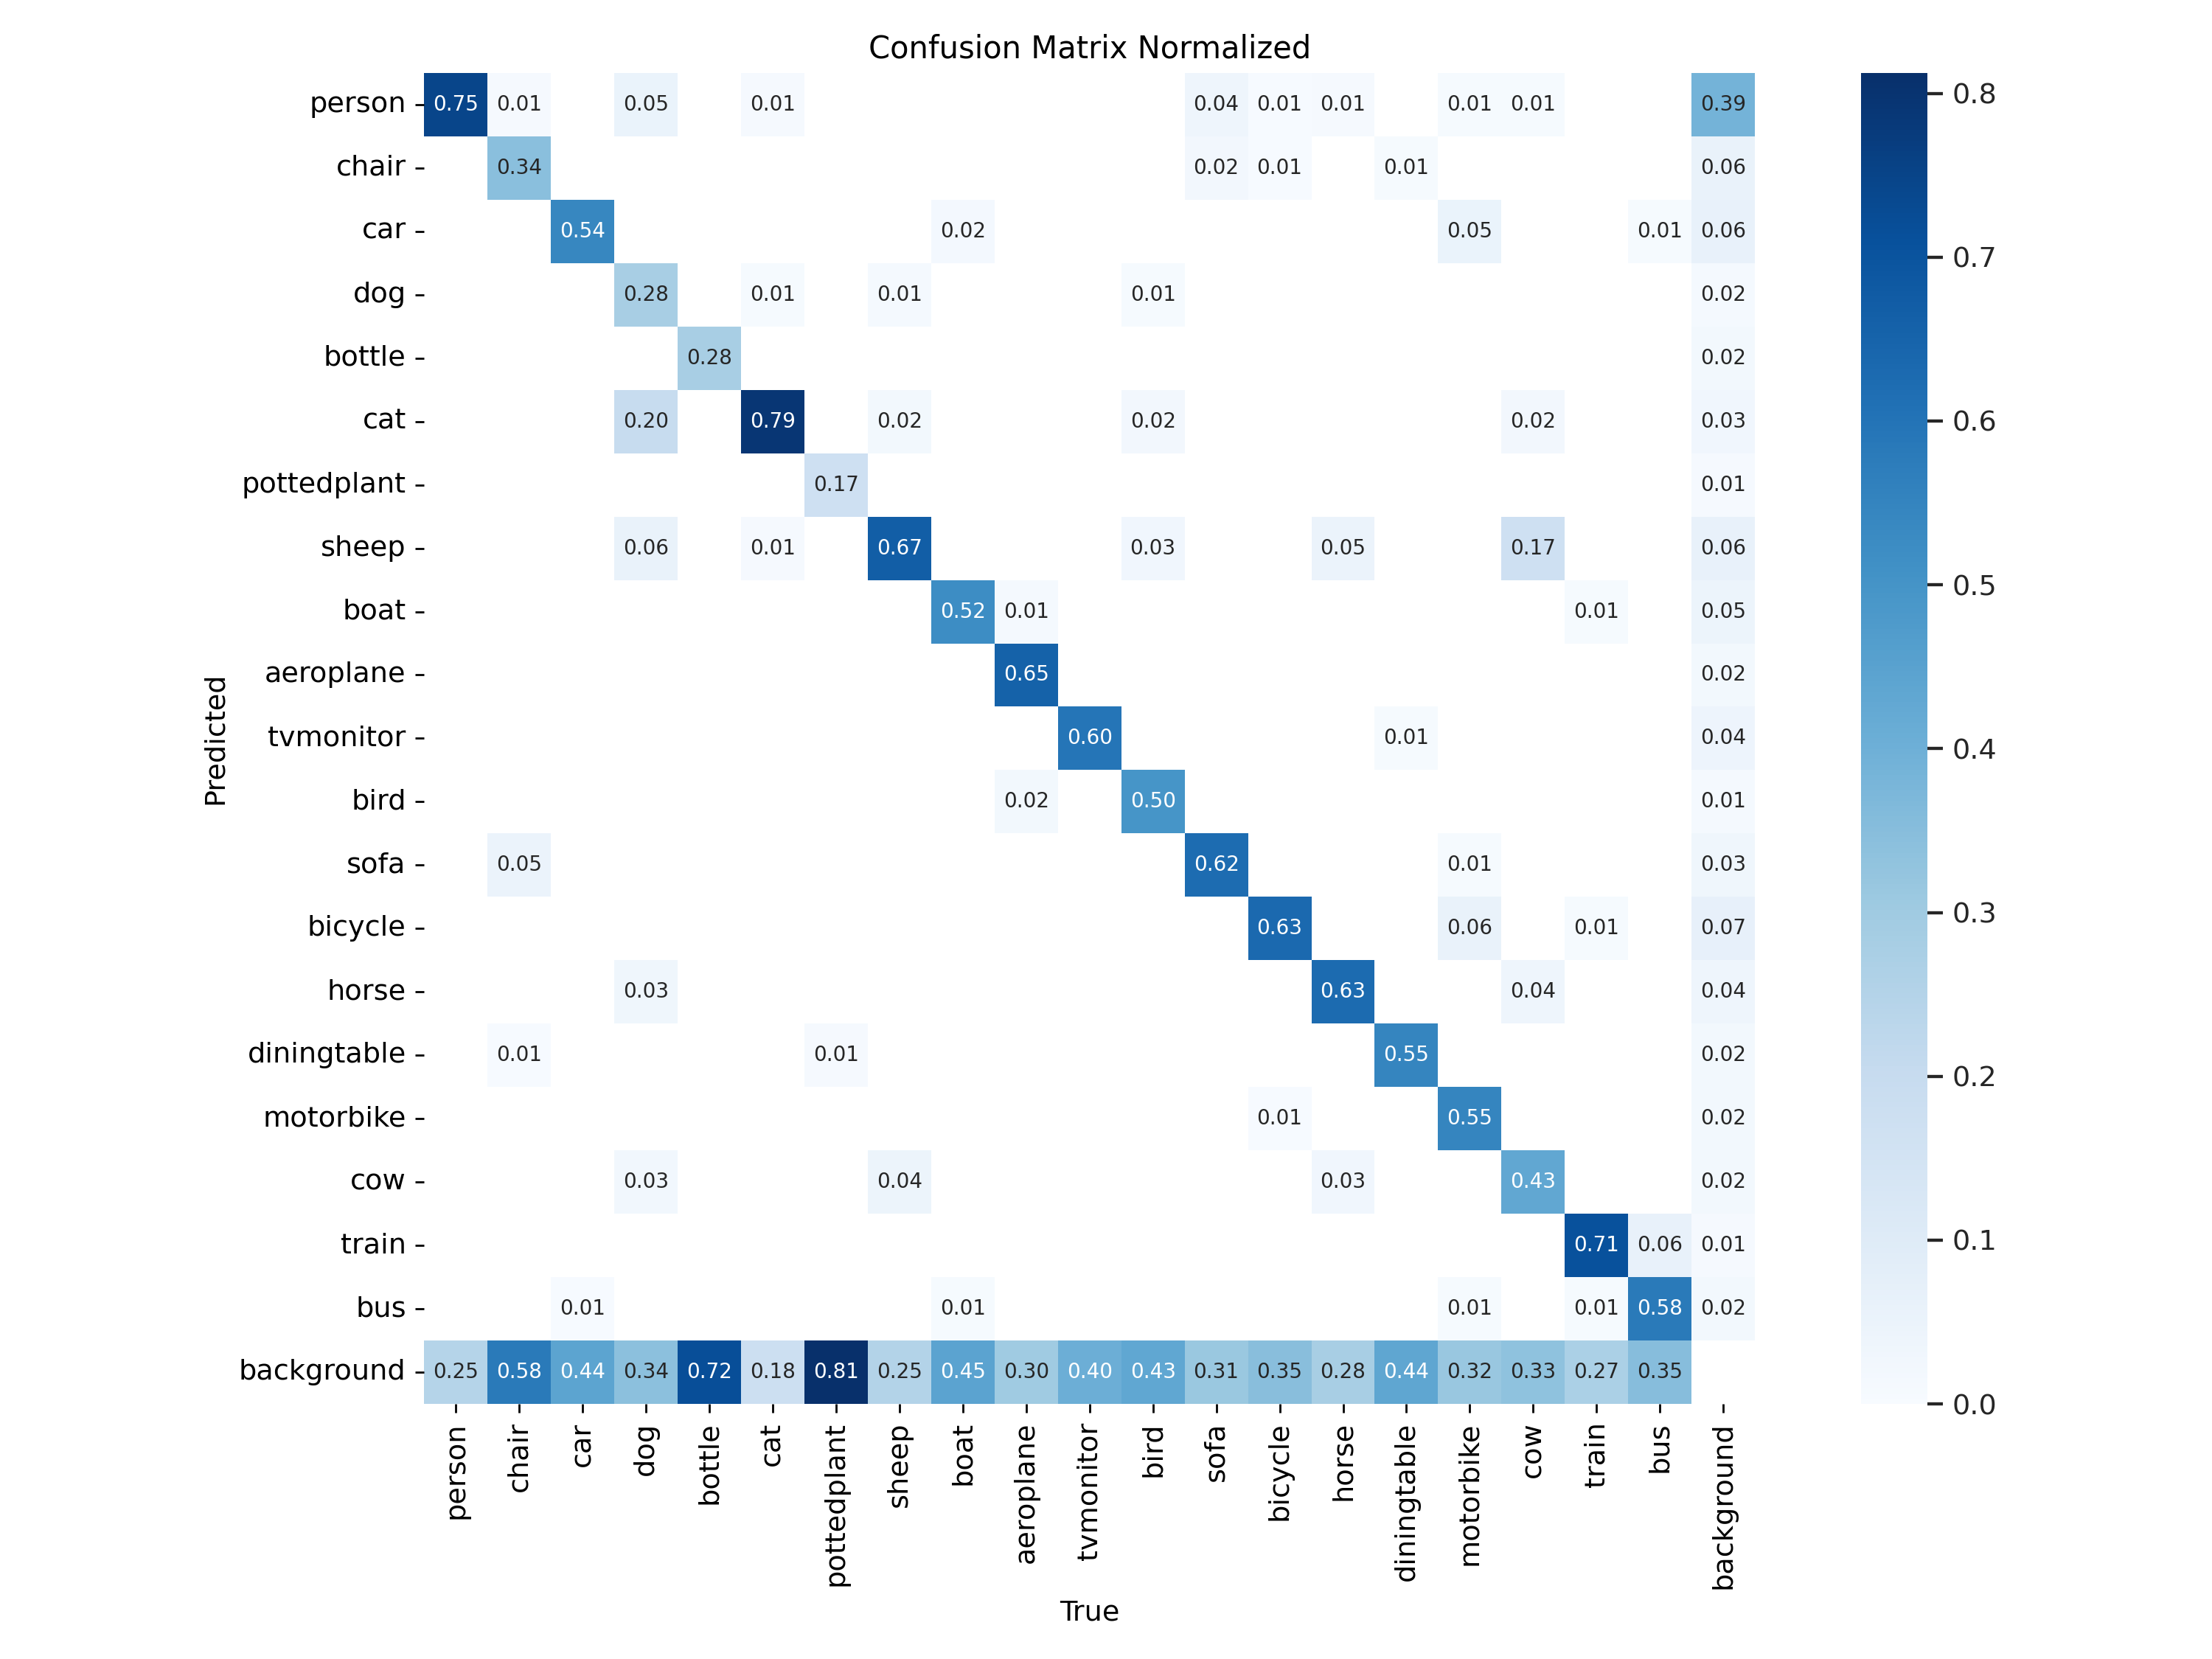 Confusion Matrix Normalized
person 0.75 0.01 0.05 0.01 0.04 0.01 0.01 0.01 0.01 0.39
chair 0.34 0.02 0.01 0.01 0.06
car 0.54 0.02 0.05 0.01 0.06
dog 0.28 0.01 0.01 0.01 0.02
bottle 0.28 0.02
cat 0.20 0.79 0.02 0.02 0.02 0.03
pottedplant 0.17 0.01
sheep 0.06 0.01 0.67 0.03 0.05 0.17 0.06
boat 0.52 0.01 0.01 0.05
aeroplane 0.65 0.02
tvmonitor 0.60 0.01 0.04
bird 0.02 0.50 0.01
sofa 0.05 0.62 0.01 0.03
bicycle 0.63 0.06 0.01 0.07
horse 0.03 0.63 0.04 0.04
diningtable 0.01 0.01 0.55 0.02
motorbike 0.01 0.55 0.02
cow 0.03 0.04 0.03 0.43 0.02
train 0.71 0.06 0.01
bus 0.01 0.01 0.01 0.01 0.58 0.02
background 0.25 0.58 0.44 0.34 0.72 0.18 0.81 0.25 0.45 0.30 0.40 0.43 0.31 0.35 0.28 0.44 0.32 0.33 0.27 0.35
Predicted
person chair car dog bottle cat pottedplant sheep boat aeroplane tvmonitor bird sofa bicycle horse diningtable motorbike cow train bus background
True
0.8
0.7
0.6
0.5
0.4
0.3
0.2
0.1
0.0